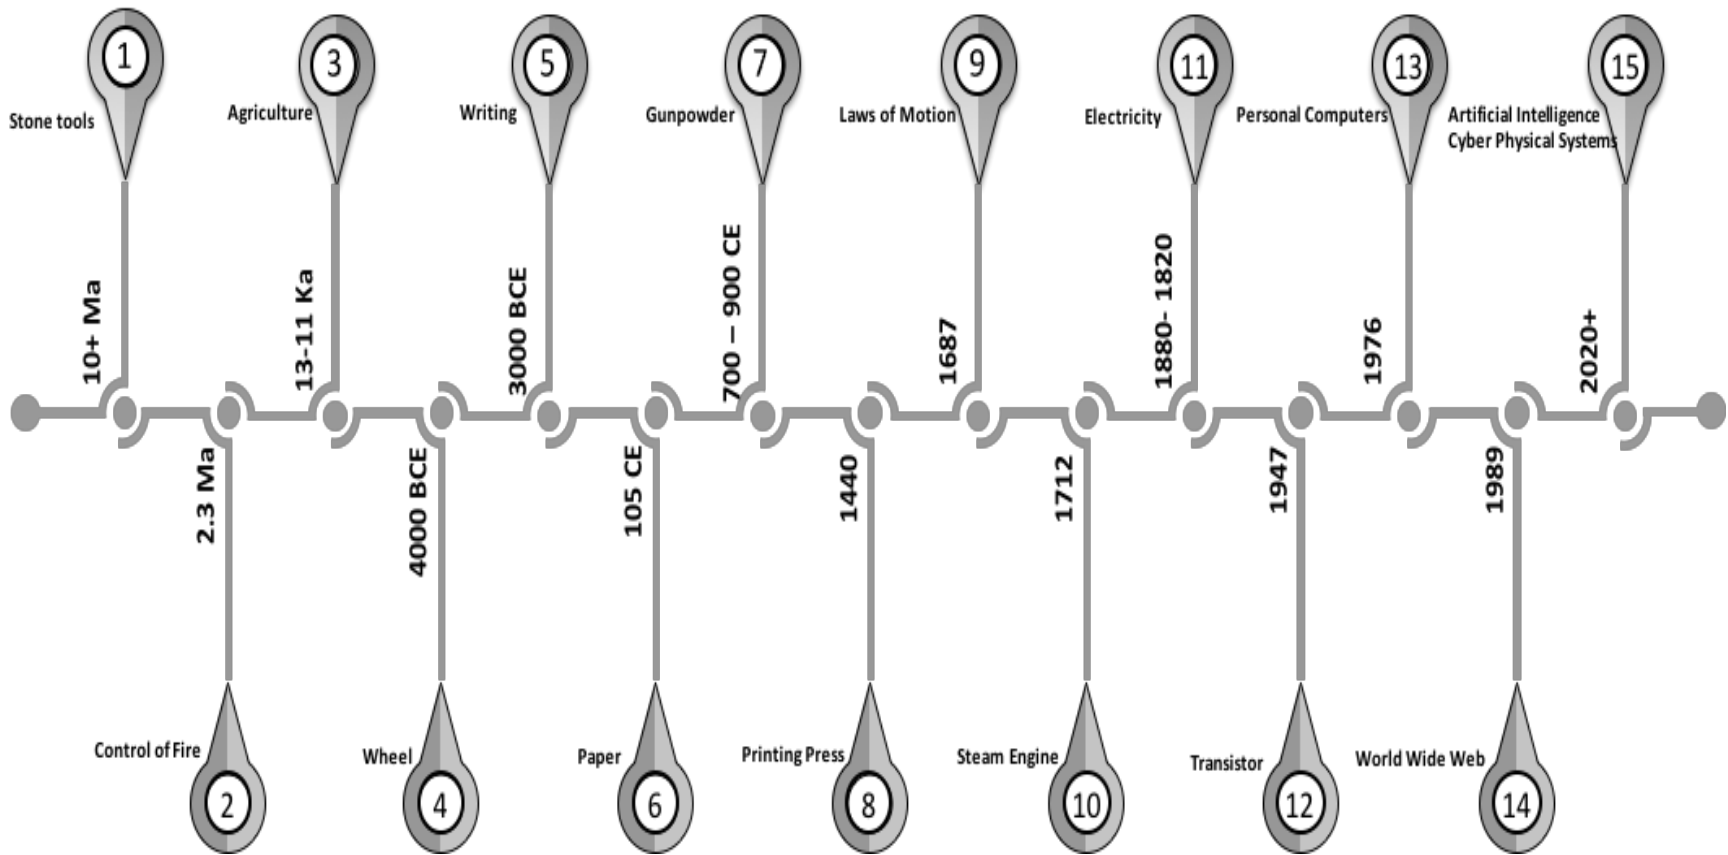 1
Stone tools
10+ Ma
2
Control of Fire
2.3 Ma
3
Agriculture
13-11 Ka
4
Wheel
4000 BCE
5
Writing
3000 BCE
6
Paper
105 CE
7
Gunpowder
700 – 900 CE
8
Printing Press
1440
9
Laws of Motion
1687
10
Steam Engine
1712
11
Electricity
1880- 1820
12
Transistor
1947
13
Personal Computers
1976
14
World Wide Web
1989
15
Artificial Intelligence
Cyber Physical Systems
2020+